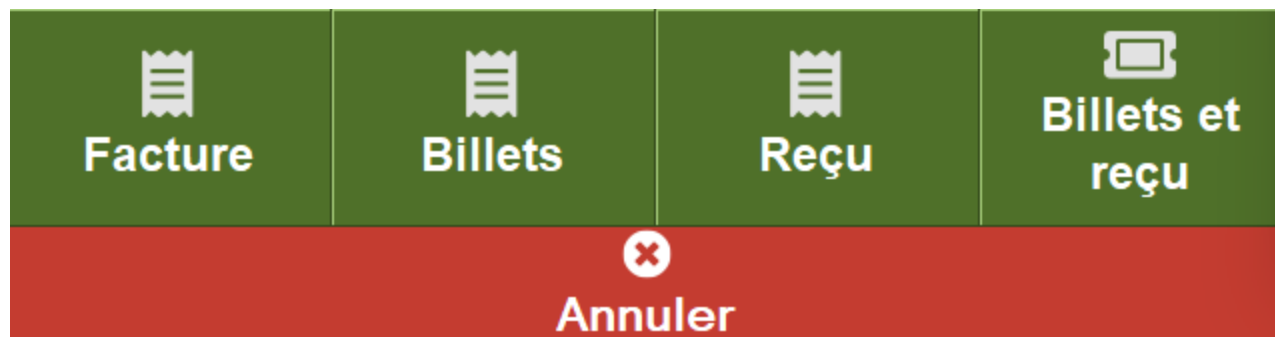 Facture
Billets
Reçu
Billets et
reçu
Annuler